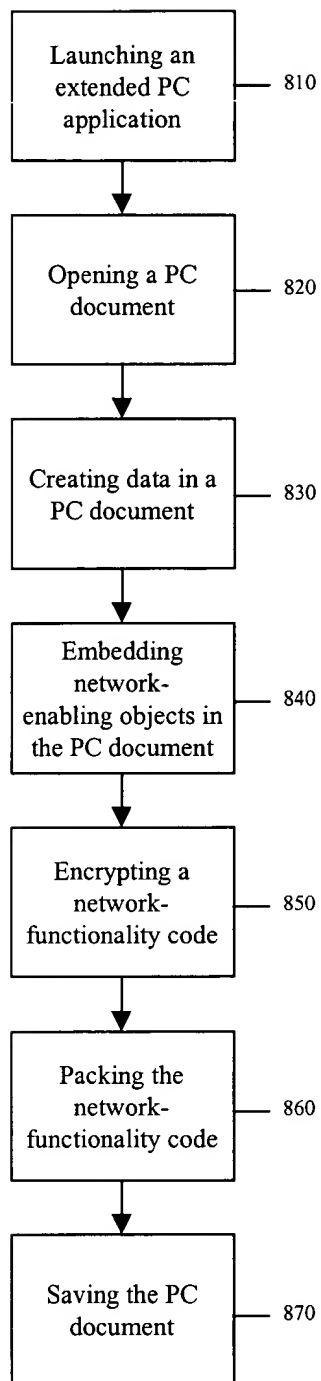 Launching an
extended PC
application
810
Opening a PC
document
820
Creating data in a
PC document
830
Embedding
network-
enabling objects in
the PC document
840
Encrypting a
network-
functionality code
850
Packing the
network-
functionality code
860
Saving the PC
document
870